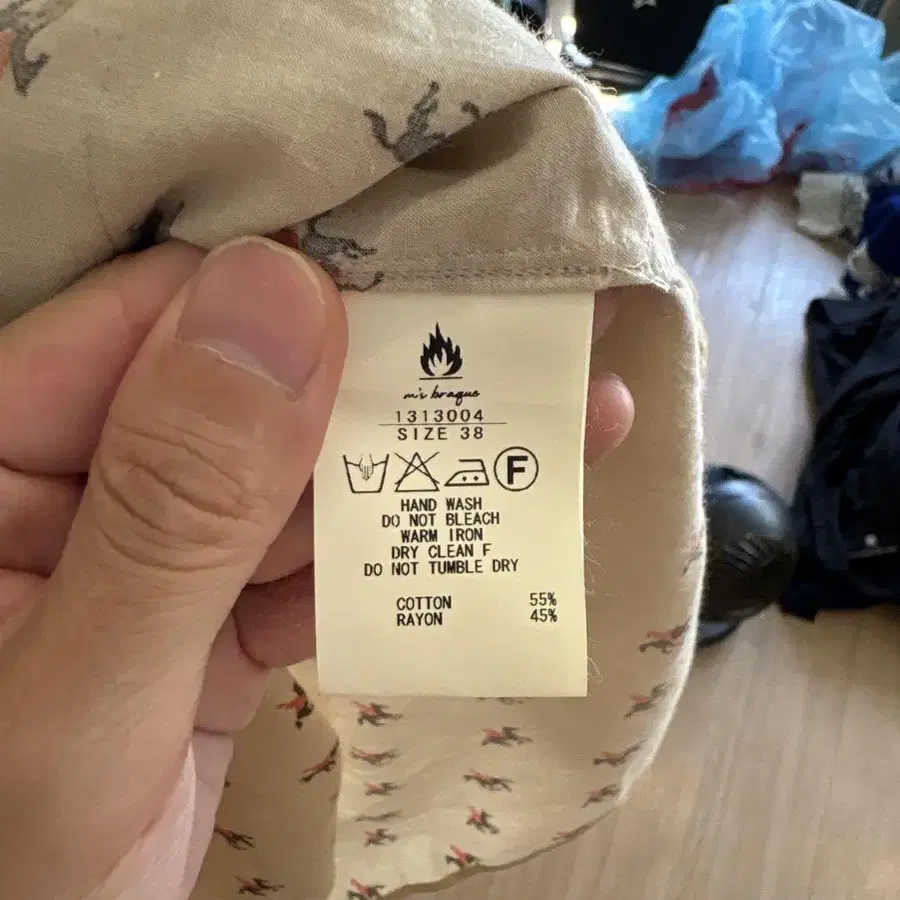 m's braque
1313004
SIZE 38
F
HAND WASH
DO NOT BLEACH
WARM IRON
DRY CLEAN F
DO NOT TUMBLE DRY
COTTON 55%
RAYON 45%